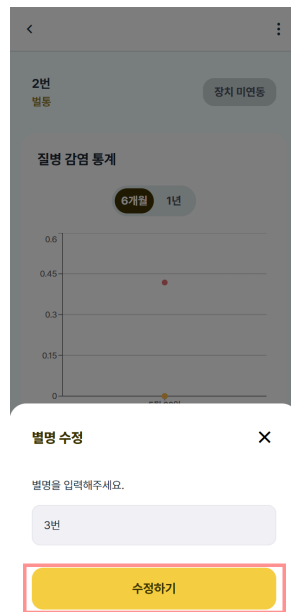 2번
벌통
장치 미연동
질병 감염 통계
6개월 1년
0.6
0.45
0.3
0.15
0
별명 수정
별명을 입력해주세요.
3번
수정하기